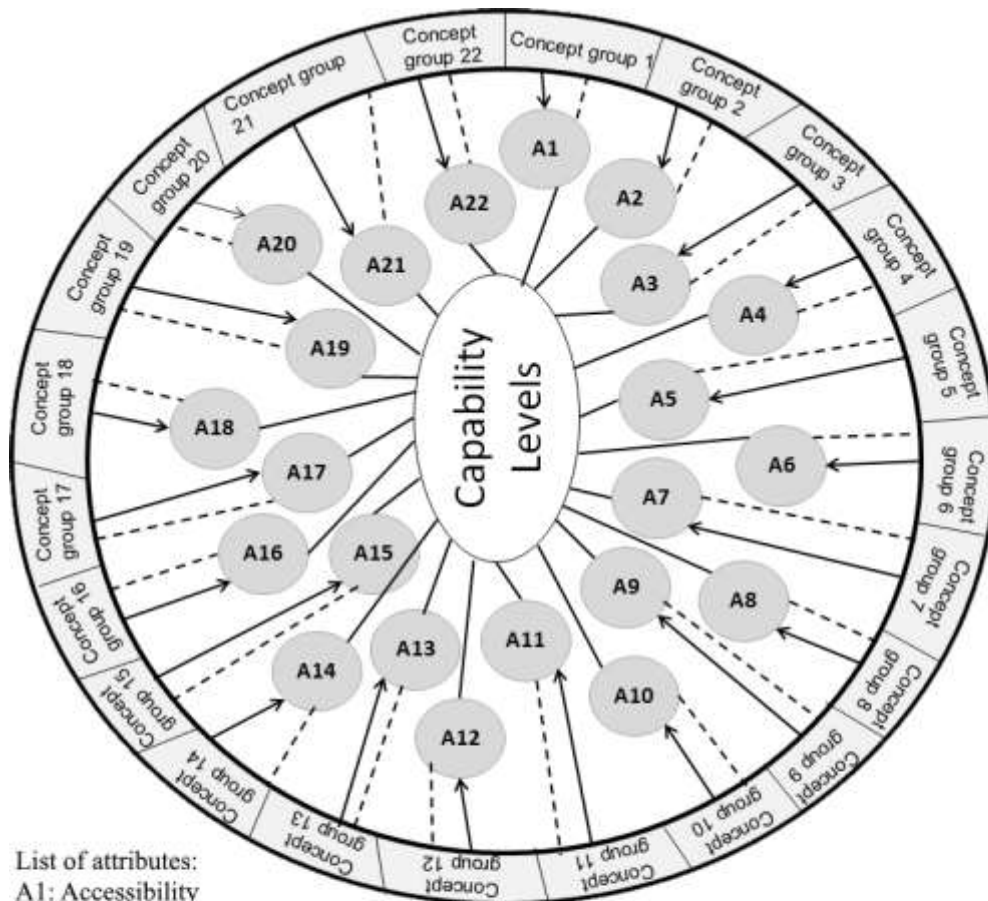 Concept
group 1
Concept
group 2
Concept
group 3
Concept
group 4
Concept
group 5
Concept
group 6
Concept
group 7
Concept
group 8
Concept
group 9
Concept
group 10
Concept
group 11
Concept
group 12
Concept
group 13
Concept
group 14
Concept
group 15
Concept
group 16
Concept
group 17
Concept
group 18
Concept
group 19
Concept
group 20
Concept group
21
Concept
group 22
A1
A2
A3
A4
A5
A6
A7
A8
A9
A10
A11
A12
A13
A14
A15
A16
A17
A18
A19
A20
A21
A22
Capability
Levels
List of attributes:
A1: Accessibility